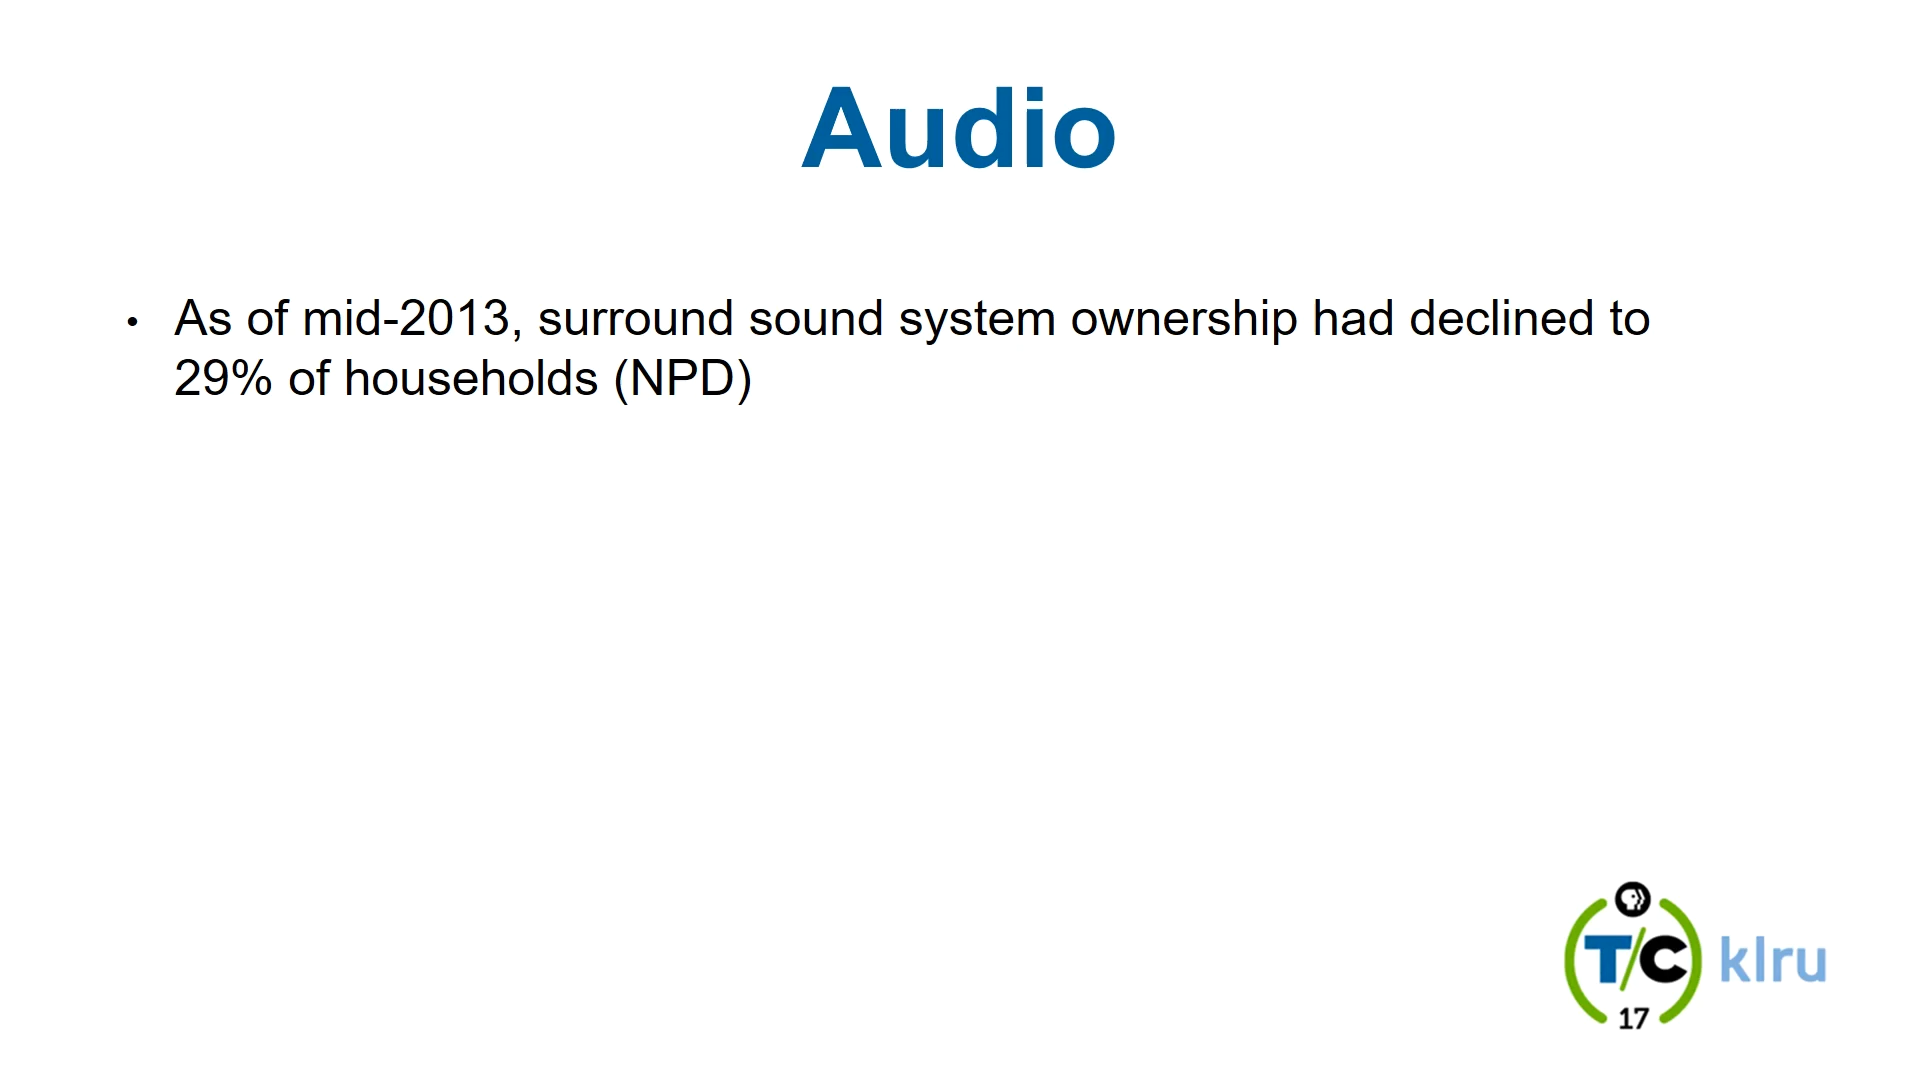 Audio
• As of mid-2013, surround sound system ownership had declined to
29% of households (NPD)
T/C
klru
17